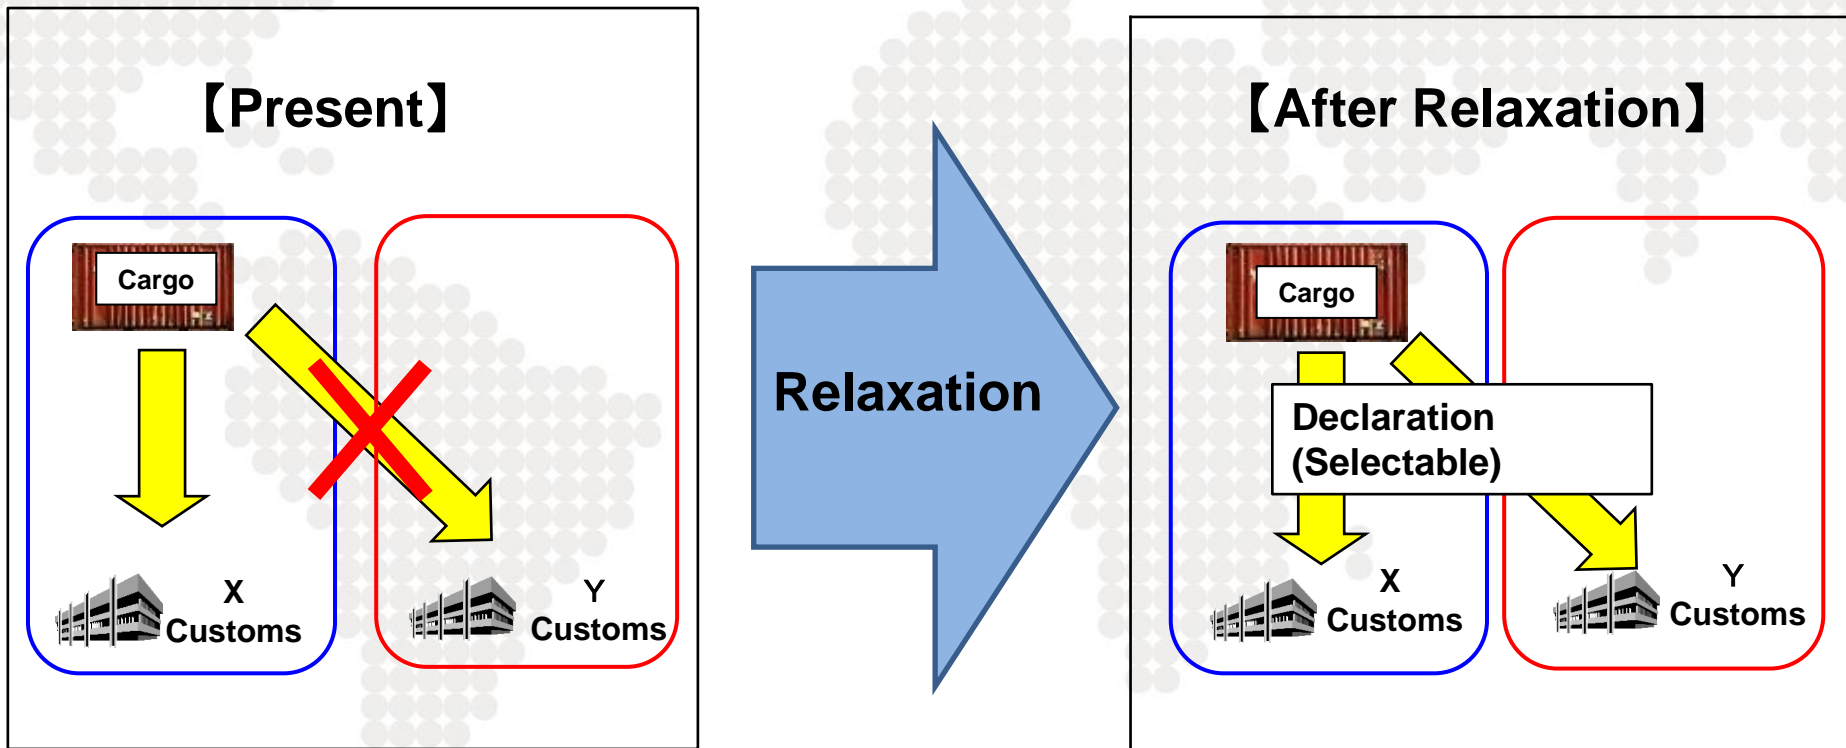 【Present】
Cargo
X
Customs
Y
Customs
Relaxation
【After Relaxation】
Cargo
Declaration
(Selectable)
X
Customs
Y
Customs